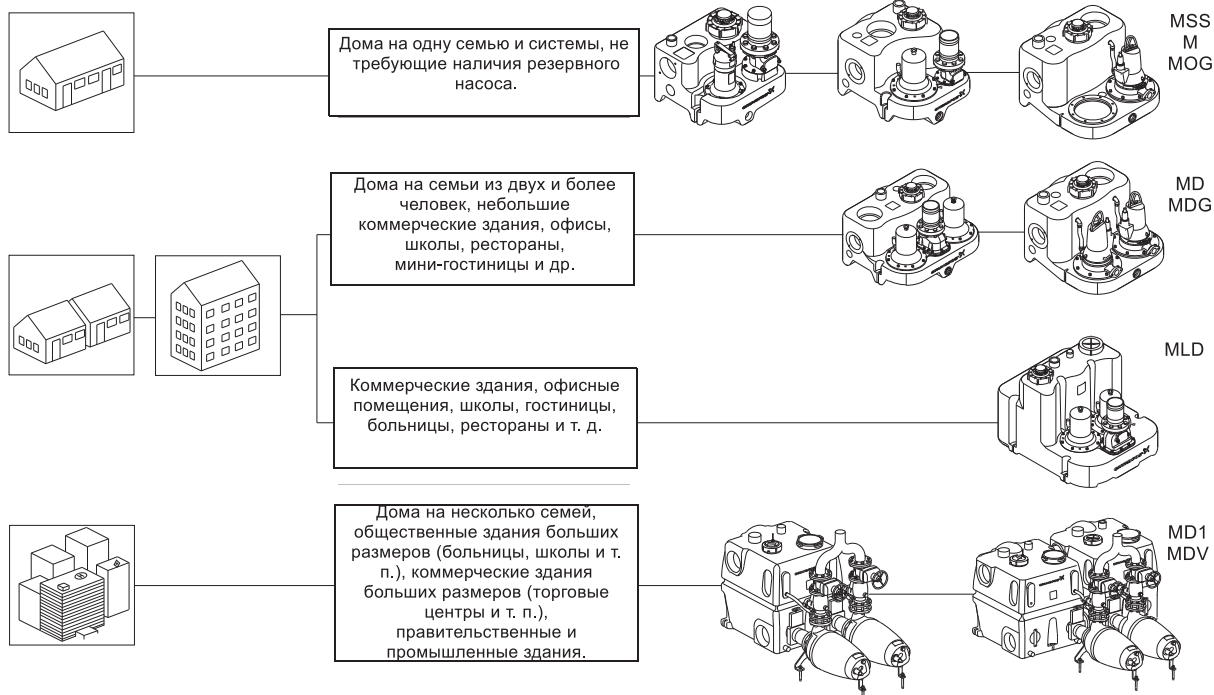 Дома на одну семью и системы, не
требующие наличия резервного
насоса.
MSS
M
MOG
Дома на семьи из двух и более
человек, небольшие
коммерческие здания, офисы,
школы, рестораны,
мини-гостиницы и др.
MD
MDG
Коммерческие здания, офисные
помещения, школы, гостиницы,
больницы, рестораны и т. д.
MLD
Дома на несколько семей,
общественные здания больших
размеров (больницы, школы и т.
п.), коммерческие здания
больших размеров (торговые
центры и т. п.),
правительственные и
промышленные здания.
MD1
MDV